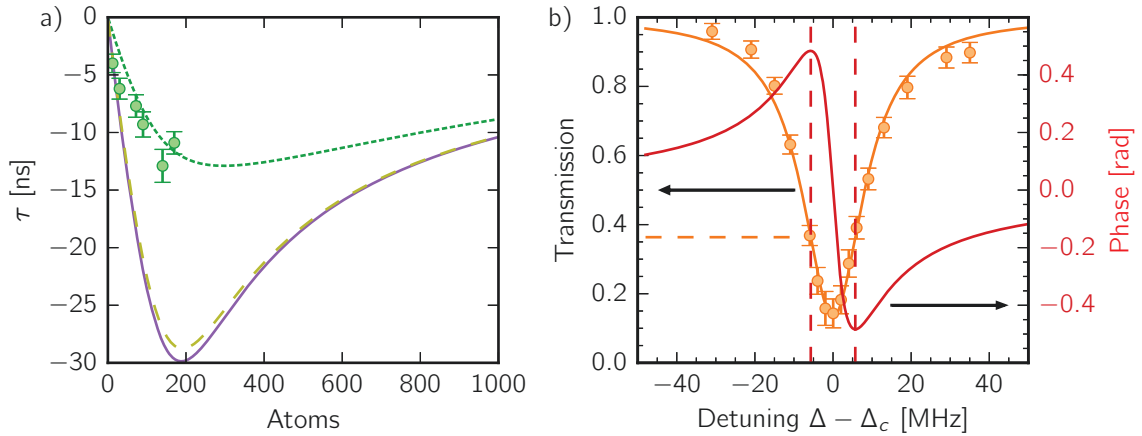 a)
0
−5
−10
−15
−20
−25
−30
τ [ns]
0 200 400 600 800 1000
Atoms
b)
1.0
0.8
0.6
0.4
0.2
0.0
Transmission
−40 −20 0 20 40
Detuning Δ − Δc [MHz]
0.4
0.2
0.0
−0.2
−0.4
Phase [rad]